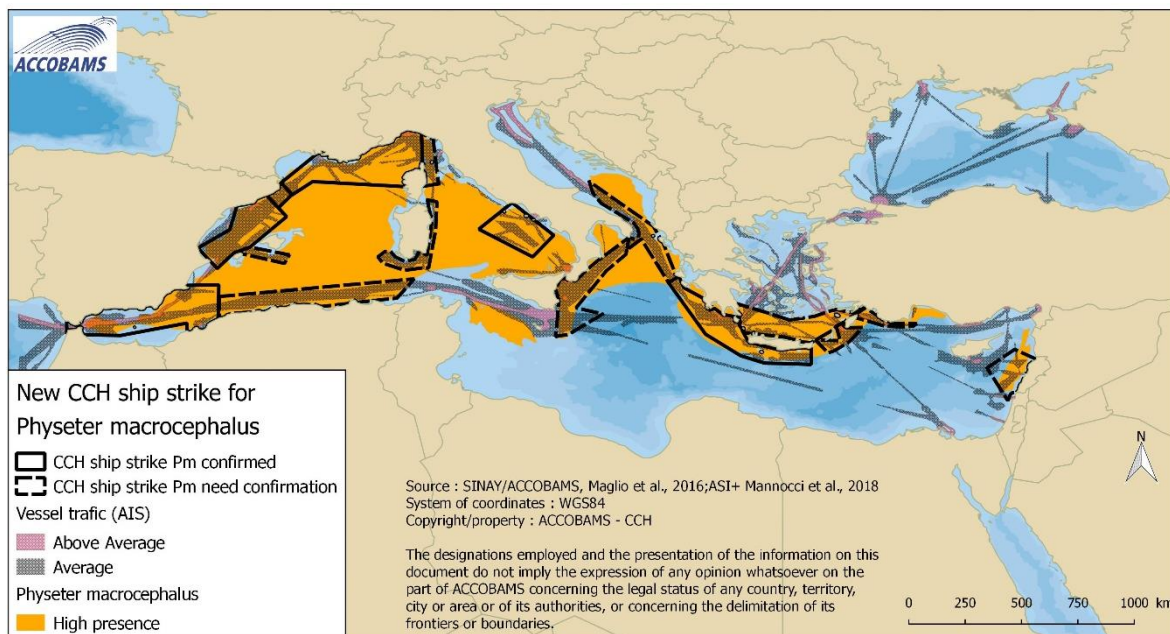 ACCOBAMS
New CCH ship strike for
Physeter macrocephalus
CCH ship strike Pm confirmed
CCH ship strike Pm need confirmation
Vessel trafic (AIS)
Above Average
Average
Physeter macrocephalus
High presence
Source : SINAY/ACCOBAMS, Maglio et al., 2016;ASI+ Mannocci et al., 2018
System of coordinates : WGS84
Copyright/property : ACCOBAMS - CCH
The designations employed and the presentation of the information on this
document do not imply the expression of any opinion whatsoever on the
part of ACCOBAMS concerning the legal status of any country, territory,
city or area or of its authorities, or concerning the delimitation of its
frontiers or boundaries.
N
0 250 500 750 1000 km